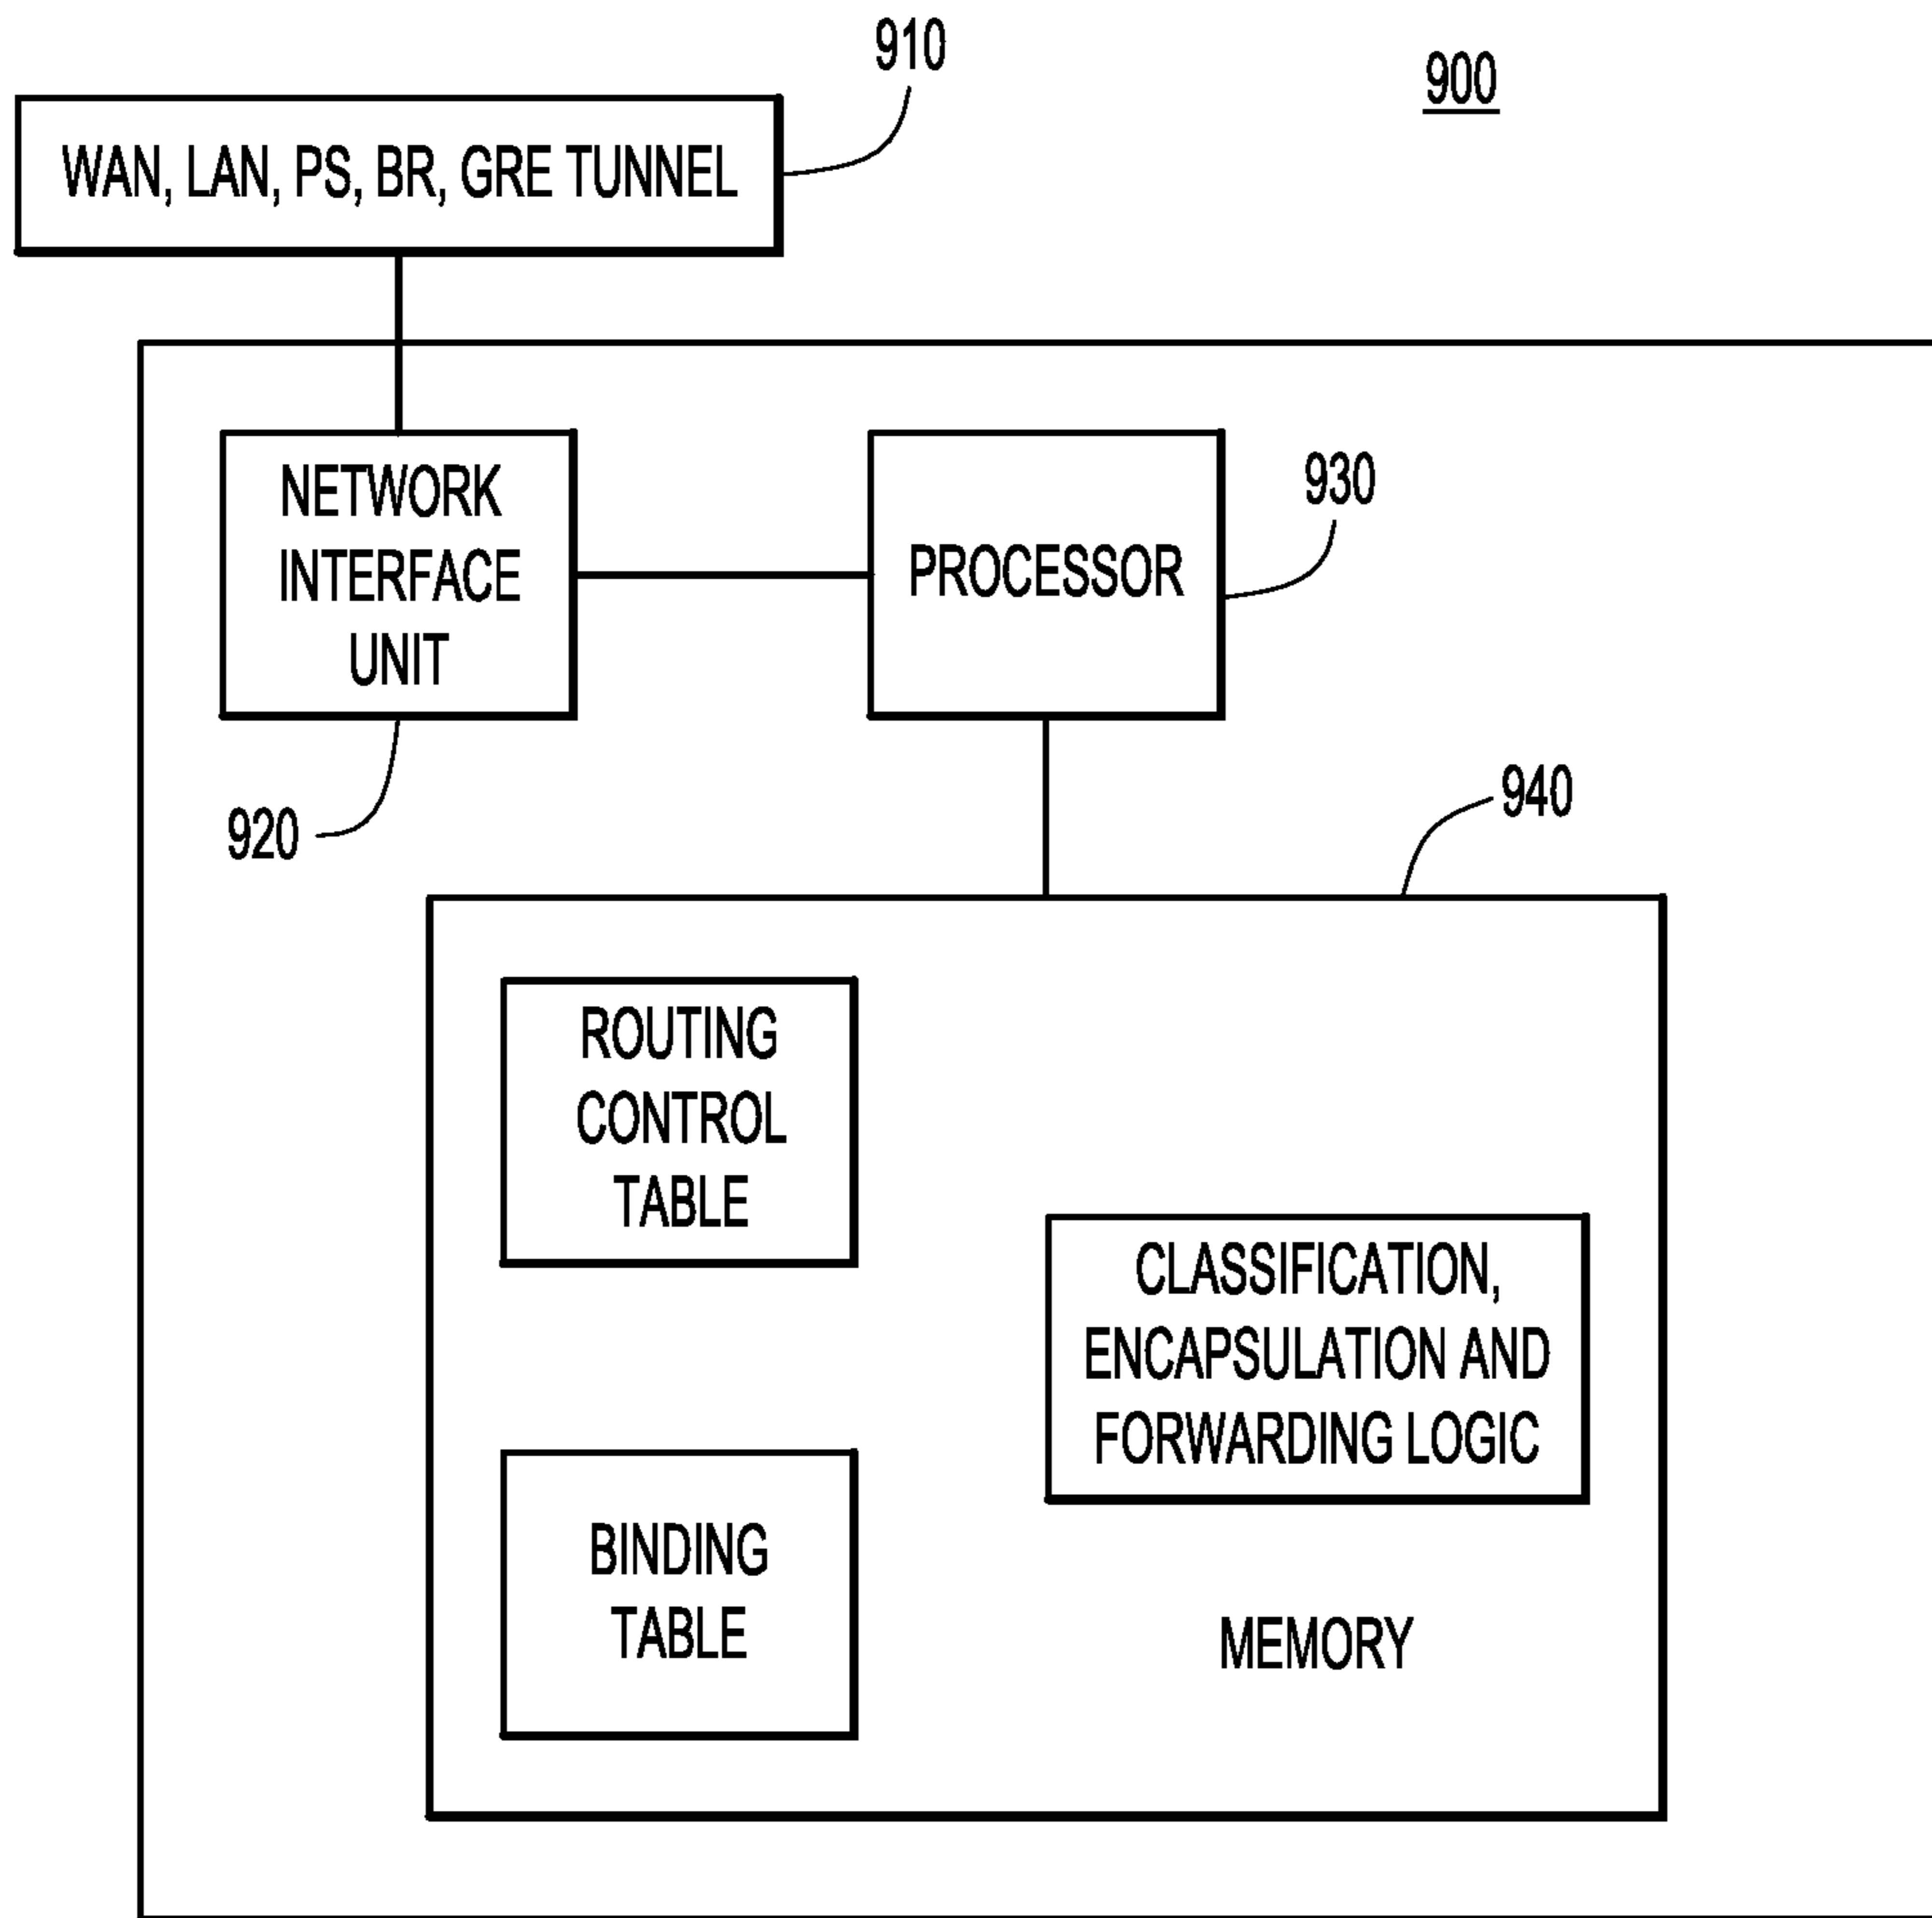 910
900
WAN, LAN, PS, BR, GRE TUNNEL
NETWORK
INTERFACE
UNIT
PROCESSOR
930
920
940
ROUTING
CONTROL
TABLE
CLASSIFICATION,
ENCAPSULATION AND
FORWARDING LOGIC
BINDING
TABLE
MEMORY